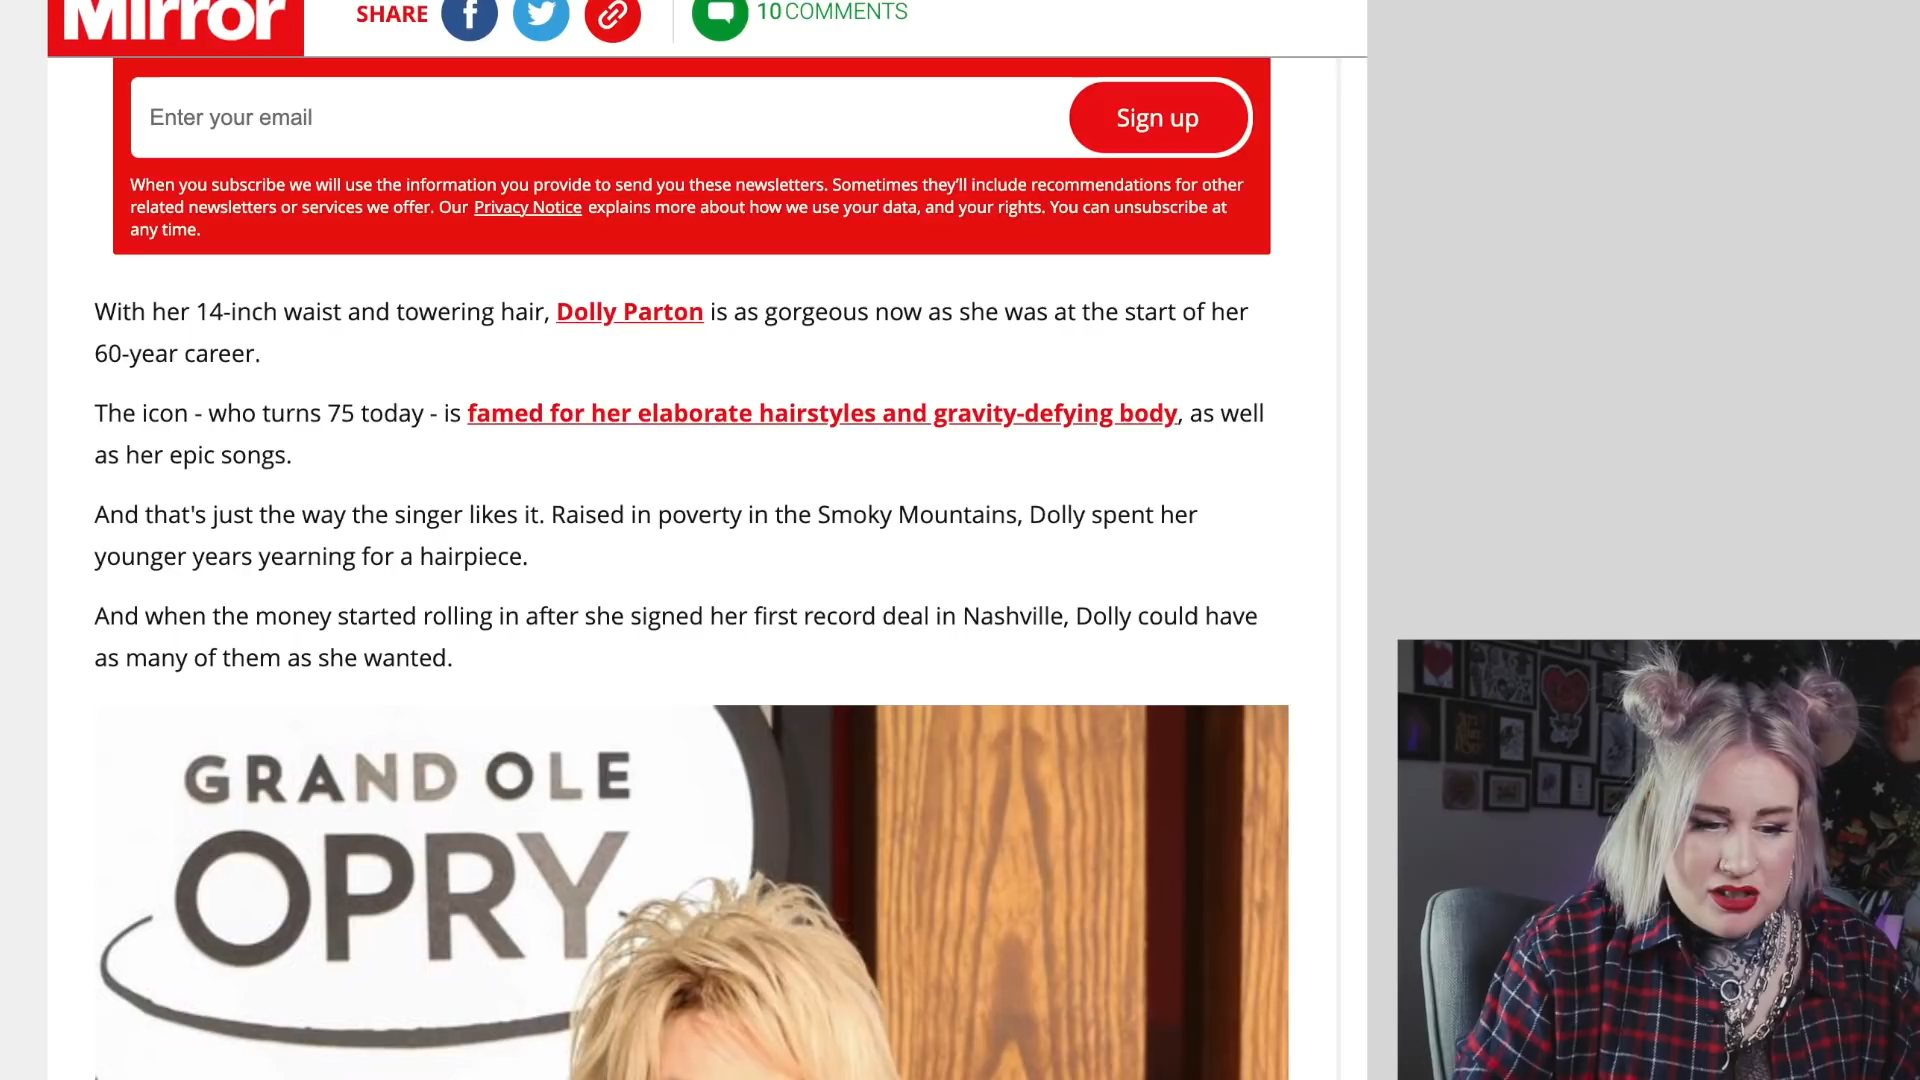 Mirror
SHARE
10 COMMENTS
Enter your email
Sign up
When you subscribe we will use the information you provide to send you these newsletters. Sometimes they'll include recommendations for other
related newsletters or services we offer. Our Privacy Notice explains more about how we use your data, and your rights. You can unsubscribe at
any time.
With her 14-inch waist and towering hair, Dolly Parton is as gorgeous now as she was at the start of her
60-year career.
The icon - who turns 75 today - is famed for her elaborate hairstyles and gravity-defying body, as well
as her epic songs.
And that's just the way the singer likes it. Raised in poverty in the Smoky Mountains, Dolly spent her
younger years yearning for a hairpiece.
And when the money started rolling in after she signed her first record deal in Nashville, Dolly could have
as many of them as she wanted.
GRAND OLE
OPRY